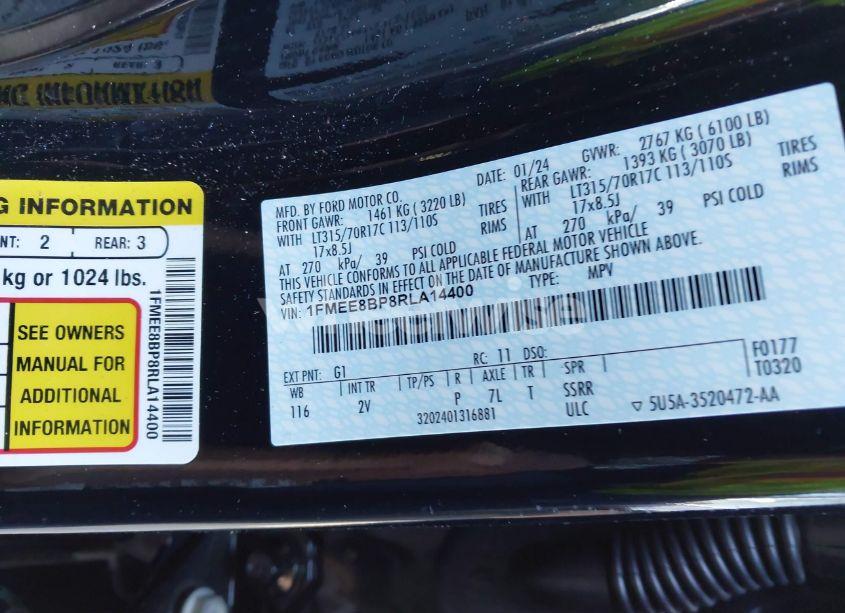 G INFORMATION
NT: 2 REAR: 3
kg or 1024 lbs.
SEE OWNERS
MANUAL FOR
ADDITIONAL
INFORMATION
1FMEE8BP8RLA14400
MFD. BY FORD MOTOR CO. DATE: 01/24 GVWR: 2767 KG ( 6100 LB)
FRONT GAWR: 1461 KG ( 3220 LB) REAR GAWR: 1393 KG ( 3070 LB)
WITH LT315/70R17C 113/110S TIRES WITH LT315/70R17C 113/110S TIRES
17x8.5J RIMS 17x8.5J RIMS
AT 270 kPa/ 39 PSI COLD AT 270 kPa/ 39 PSI COLD
THIS VEHICLE CONFORMS TO ALL APPLICABLE FEDERAL MOTOR VEHICLE
SAFETY STANDARDS IN EFFECT ON THE DATE OF MANUFACTURE SHOWN ABOVE.
VIN: 1FMEE8BP8RLA14400 TYPE: MPV
EXT PNT: G1 RC: 11 DSO: F0177
WB INT TR TP/PS R AXLE TR SPR T0320
116 2V P 7L T SSRR
3202401316881 ULC ▽ 5U5A-3520472-AA